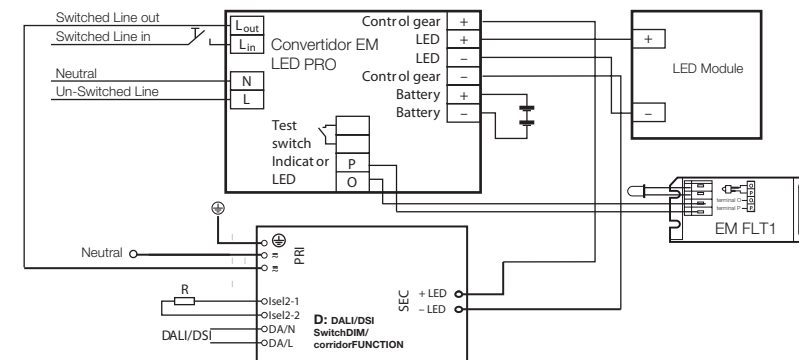 Switched Line out
Switched Line in
Neutral
Un-Switched Line
Lout
Lin
N
L
Convertidor EM
LED PRO
Control gear +
LED +
LED –
Control gear –
Battery +
Battery –
Test
switch
Indicator
LED
P
O
+
LED Module
–
O
P
terminal O
O
terminal P
P
EM FLT1
Neutral
PRI
R
Isel2-1
Isel2-2
DALI/DSI
DA/N
DA/L
D: DALI/DSI
SwitchDIM/
corridorFUNCTION
SEC
+ LED
– LED